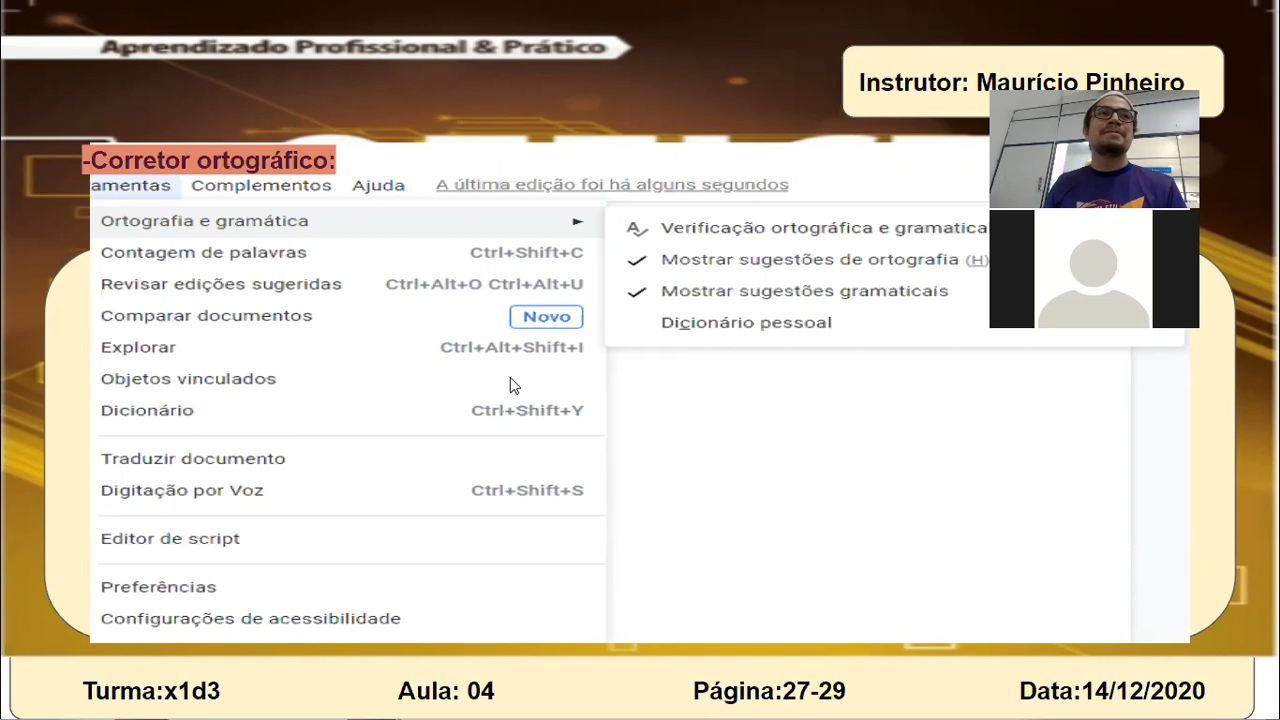 Aprendizado Profissional & Prático
Instrutor: Maurício Pinheiro
-Corretor ortográfico:
amentas Complementos Ajuda A última edição foi há alguns segundos
Ortografia e gramática ►
Contagem de palavras Ctrl+Shift+C
Revisar edições sugeridas Ctrl+Alt+O Ctrl+Alt+U
Comparar documentos Novo
Explorar Ctrl+Alt+Shift+I
Objetos vinculados
Dicionário Ctrl+Shift+Y
Traduzir documento
Digitação por Voz Ctrl+Shift+S
Editor de script
Preferências
Configurações de acessibilidade
Verificação ortográfica e gramatica
Mostrar sugestões de ortografia (H)
Mostrar sugestões gramaticais
Dicionário pessoal
Turma:x1d3 Aula: 04 Página:27-29 Data:14/12/2020